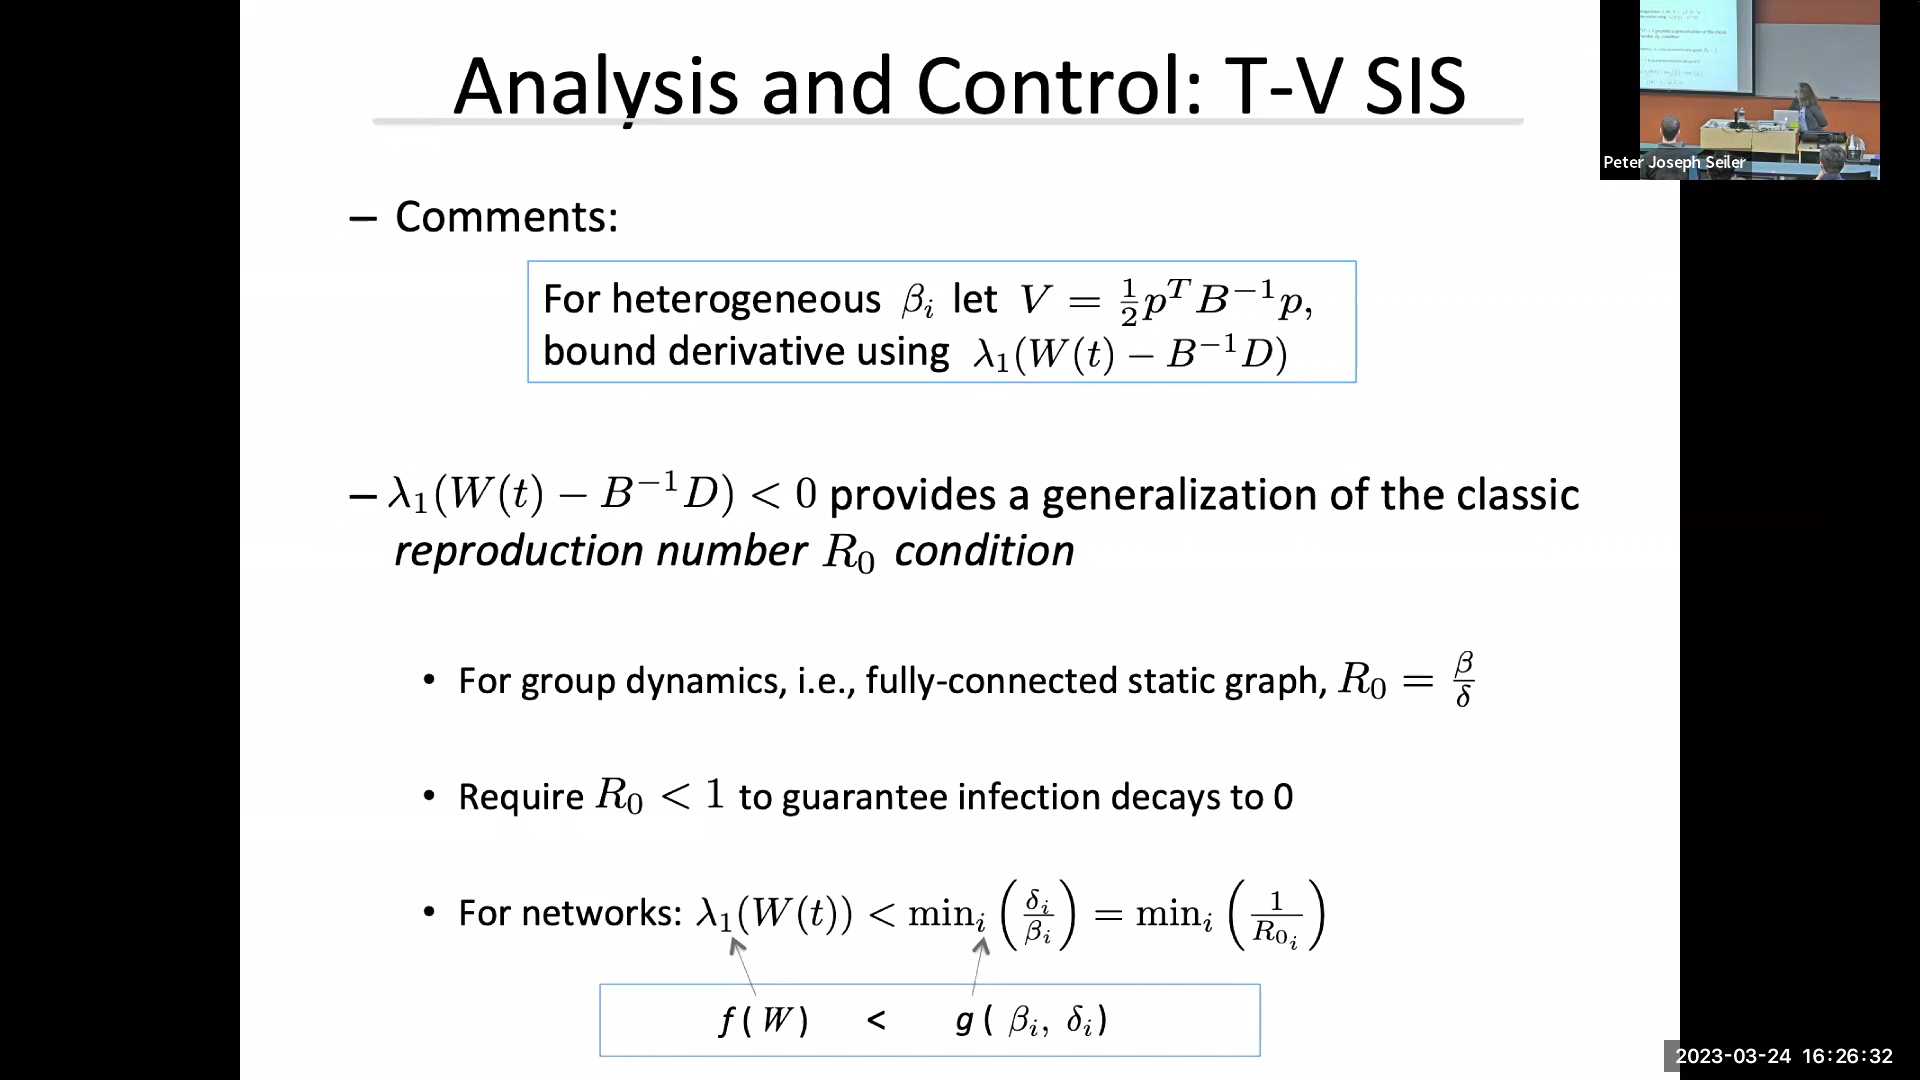 Analysis and Control: T-V SIS
– Comments:
For heterogeneous βᵢ let V = ½pᵀB⁻¹p,
bound derivative using λ₁(W(t) − B⁻¹D)
– λ₁(W(t) − B⁻¹D) < 0 provides a generalization of the classic
reproduction number R₀ condition
• For group dynamics, i.e., fully-connected static graph, R₀ = β/δ
• Require R₀ < 1 to guarantee infection decays to 0
• For networks: λ₁(W(t)) < minᵢ (δᵢ/βᵢ) = minᵢ (1/R₀ᵢ)
f(W) < g( βᵢ, δᵢ)
Peter Joseph Seiler
2023-03-24 16:26:32